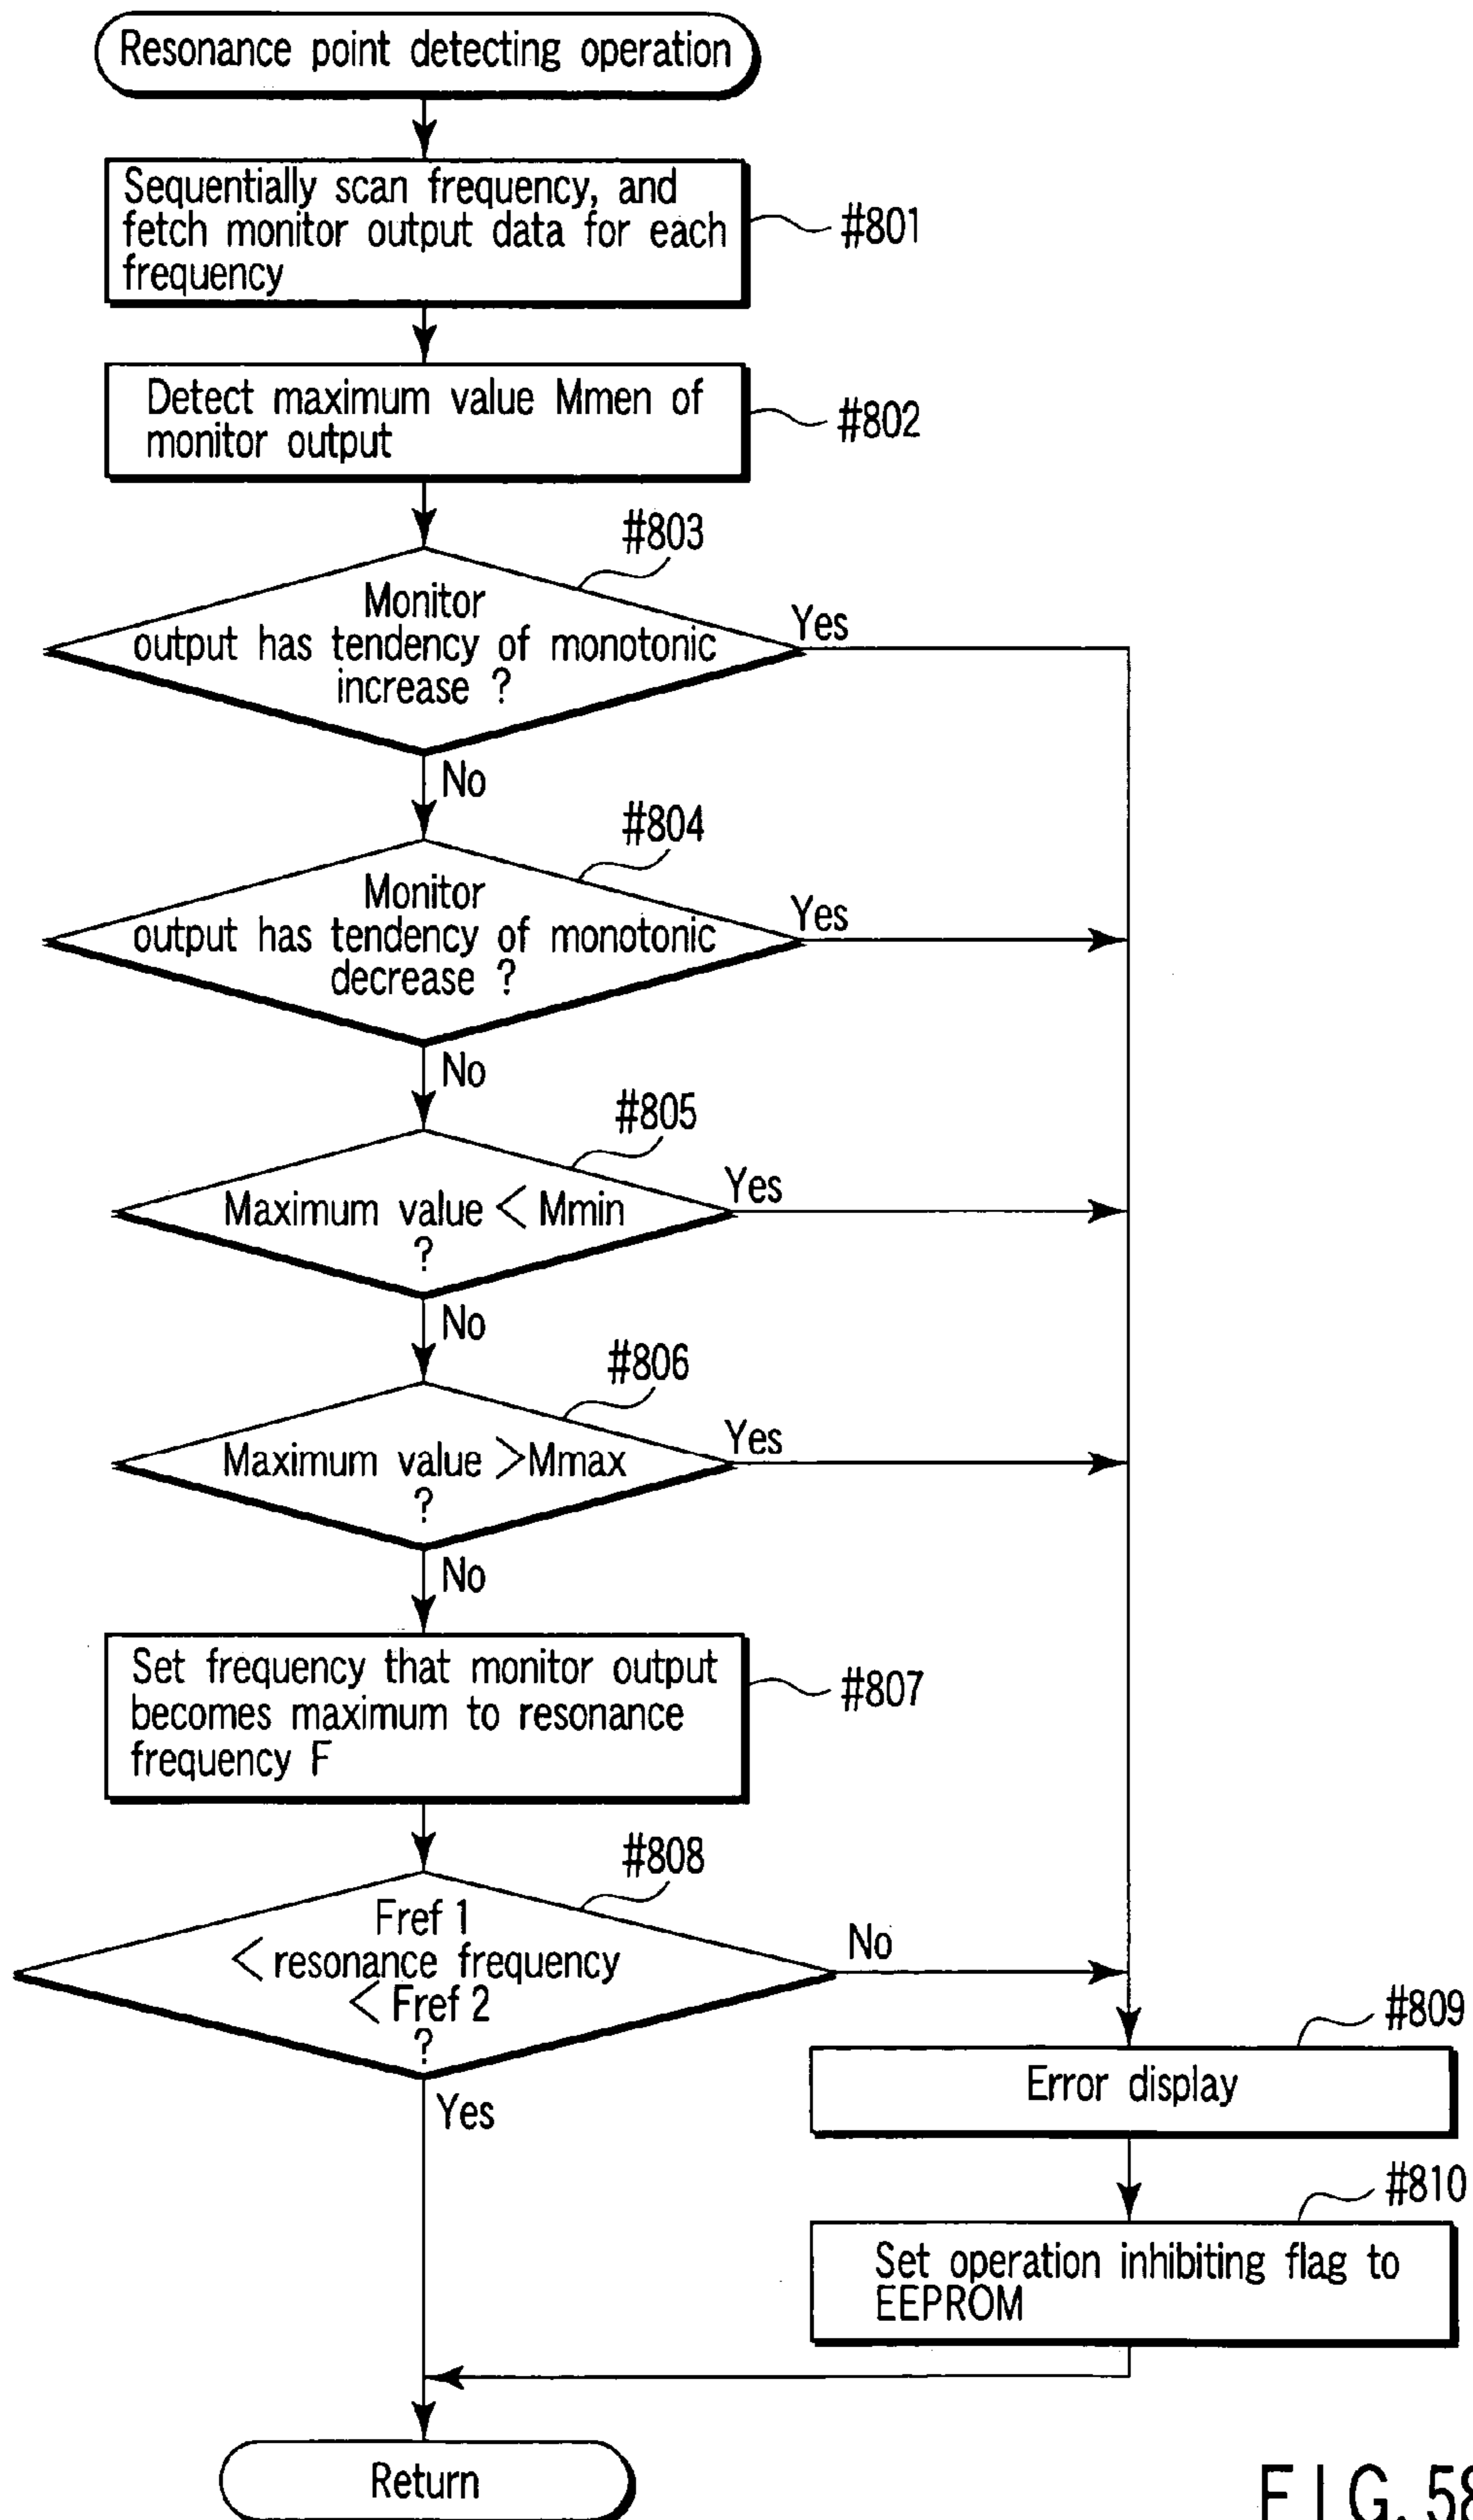 Resonance point detecting operation
Sequentially scan frequency, and
fetch monitor output data for each
frequency
#801
Detect maximum value Mmen of
monitor output
#802
#803
Monitor
output has tendency of monotonic
increase ?
Yes
No
#804
Monitor
output has tendency of monotonic
decrease ?
Yes
No
#805
Maximum value < Mmin
?
Yes
No
#806
Maximum value >Mmax
?
Yes
No
Set frequency that monitor output
becomes maximum to resonance
frequency F
#807
#808
Fref 1
< resonance frequency
< Fref 2
?
No
Yes
#809
Error display
#810
Set operation inhibiting flag to
EEPROM
Return
FIG. 58